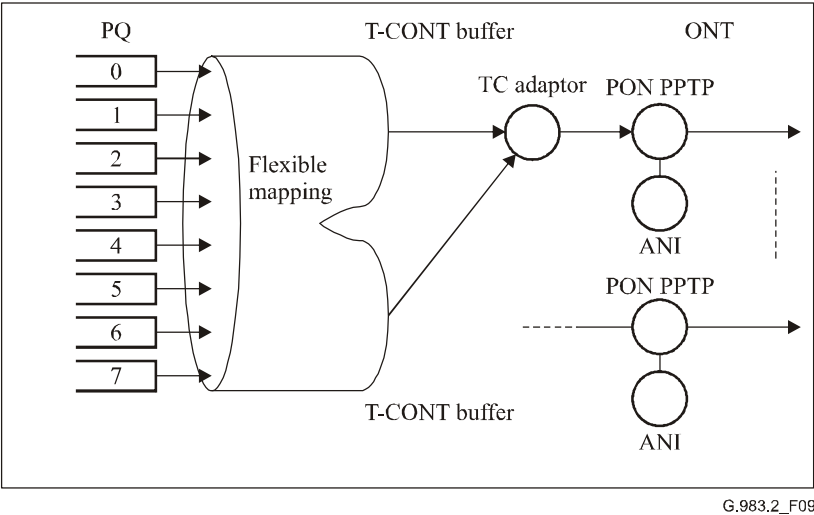 PQ
T-CONT buffer
ONT
0
1
2
3
4
5
6
7
Flexible
mapping
TC adaptor
PON PPTP
ANI
PON PPTP
ANI
T-CONT buffer
G.983.2_F09